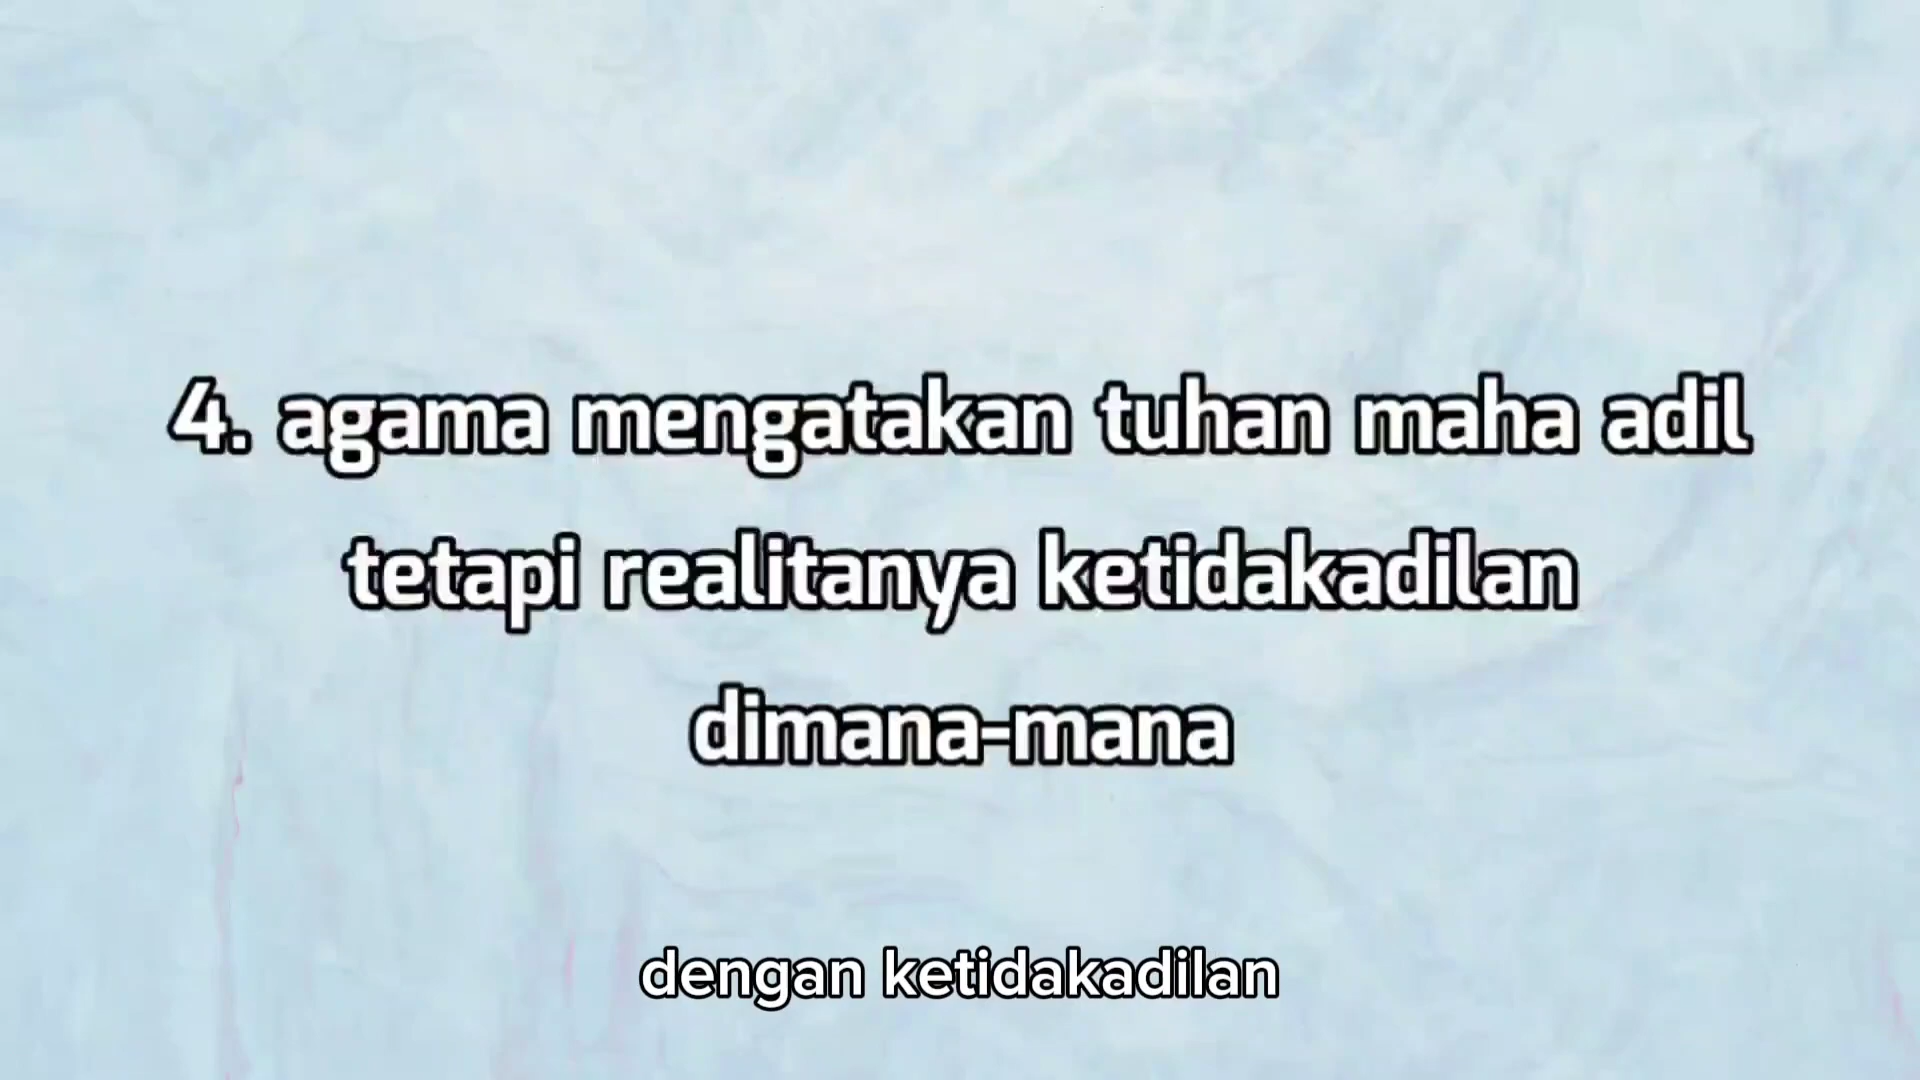 4. agama mengatakan tuhan maha adil
tetapi realitanya ketidakadilan
dimana-mana
dengan ketidakadilan